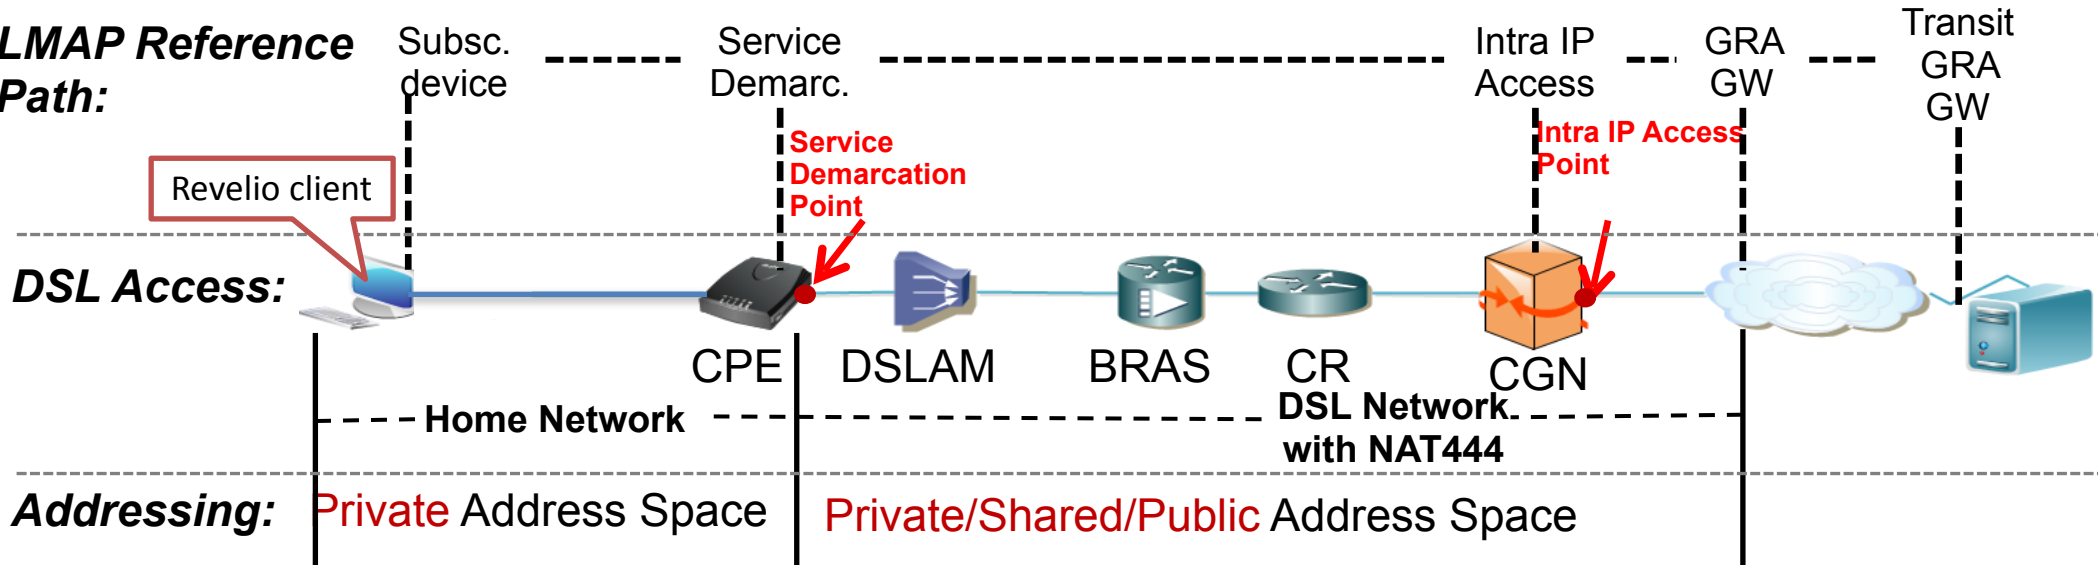 LMAP Reference
Path:
Subsc.
device
Service
Demarc.
Intra IP
Access
GRA
GW
Transit
GRA
GW
Service
Demarcation
Point
Intra IP Access
Point
Revelio client
DSL Access:
CPE
DSLAM
BRAS
CR
CGN
Home Network
DSL Network
with NAT444
Addressing:
Private Address Space
Private/Shared/Public Address Space